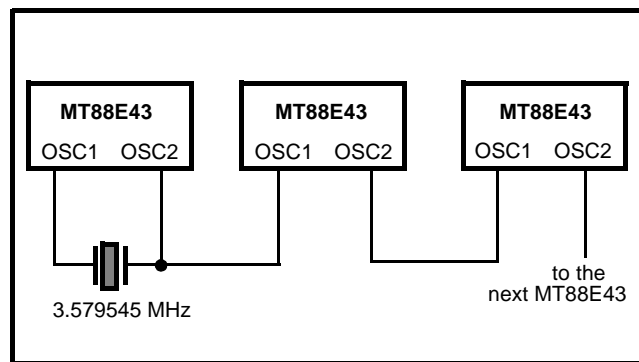 MT88E43
OSC1 OSC2
MT88E43
OSC1 OSC2
MT88E43
OSC1 OSC2
3.579545 MHz
to the
next MT88E43